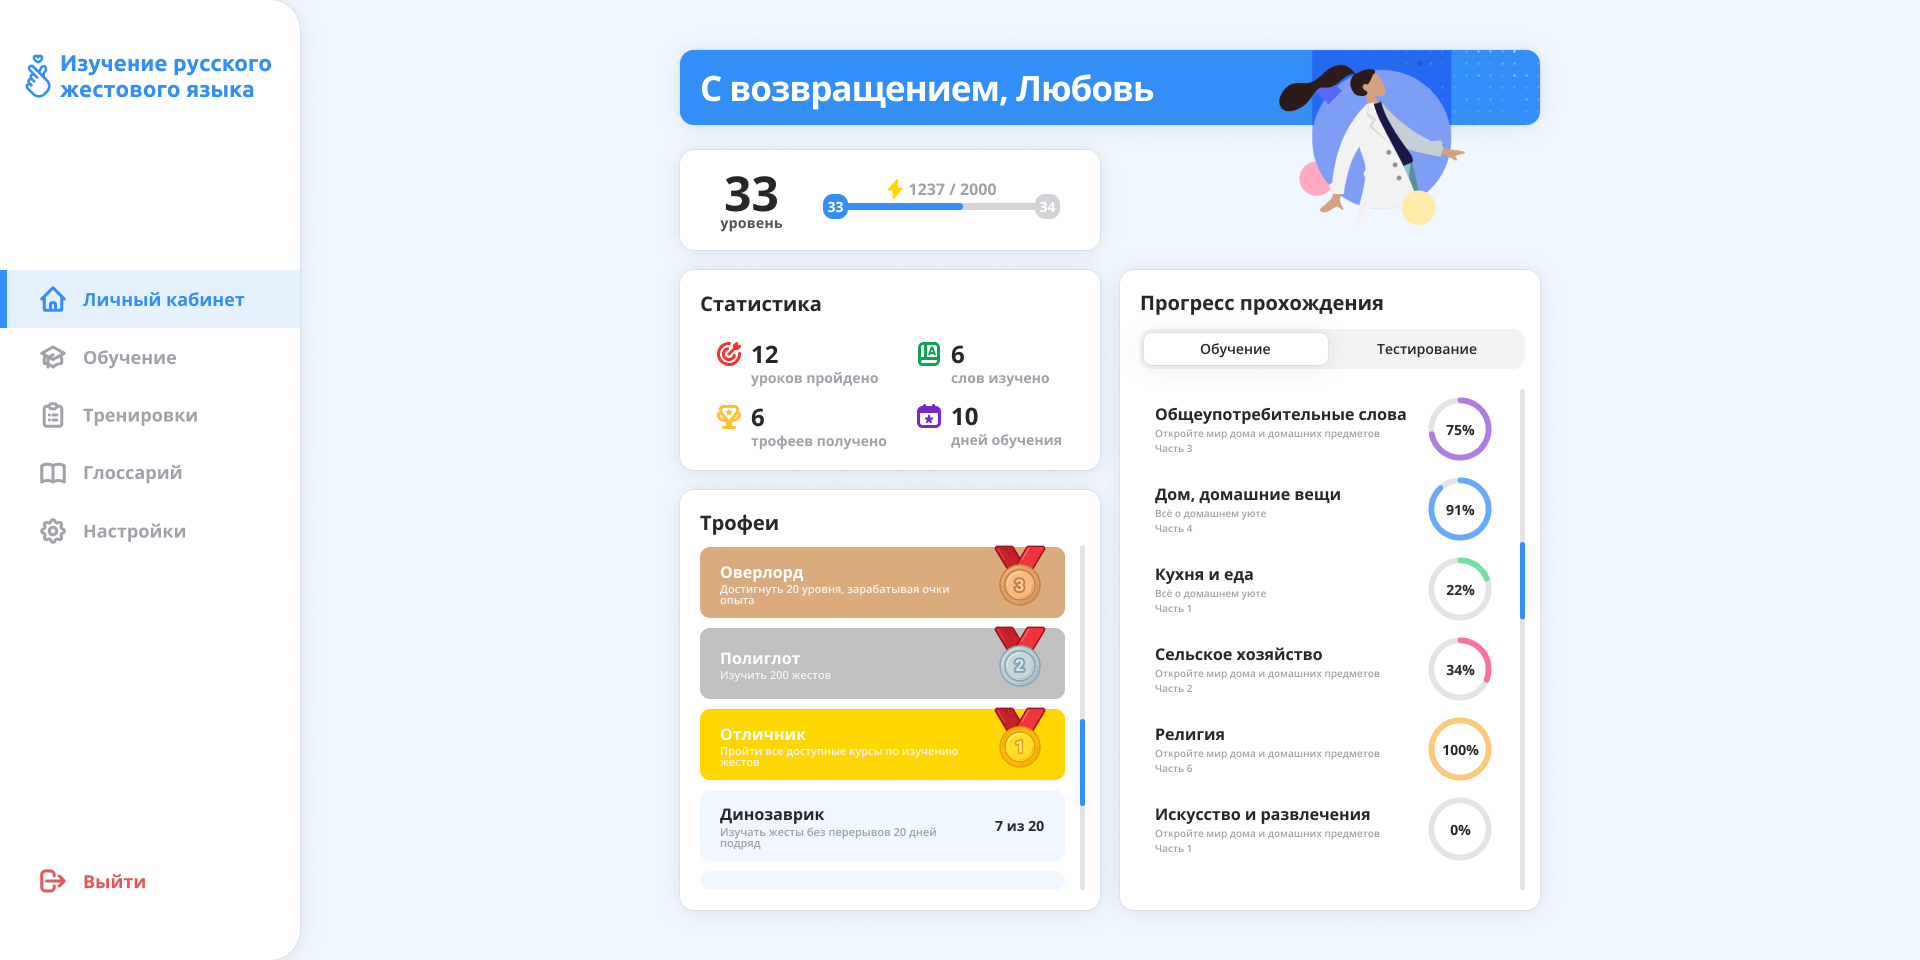 Изучение русского
жестового языка
Личный кабинет
Обучение
Тренировки
Глоссарий
Настройки
Выйти
С возвращением, Любовь
33
уровень
1237 / 2000
33
34
Статистика
12
уроков пройдено
6
слов изучено
6
трофеев получено
10
дней обучения
Трофеи
Оверлорд
Достигнуть 20 уровня, зарабатывая очки
опыта
3
Полиглот
Изучить 200 жестов
2
Отличник
Пройти все доступные курсы по изучению
жестов
1
Динозаврик
Изучать жесты без перерывов 20 дней
подряд
7 из 20
Прогресс прохождения
Обучение
Тестирование
Общеупотребительные слова
Откройте мир дома и домашних предметов
Часть 3
75%
Дом, домашние вещи
Всё о домашнем уюте
Часть 4
91%
Кухня и еда
Всё о домашнем уюте
Часть 1
22%
Сельское хозяйство
Откройте мир дома и домашних предметов
Часть 2
34%
Религия
Откройте мир дома и домашних предметов
Часть 6
100%
Искусство и развлечения
Откройте мир дома и домашних предметов
Часть 1
0%